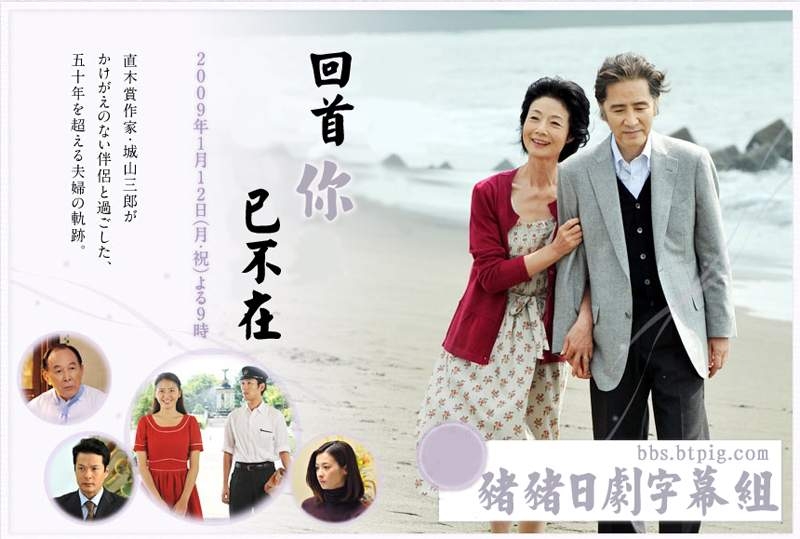 回首
你
已不在
2009年1月12日(月・祝)よる9時
直木賞作家・城山三郎が
かけがえのない伴侶と過ごした、
五十年を超える夫婦の軌跡。
bbs.btpig.com
豬豬日劇字幕組